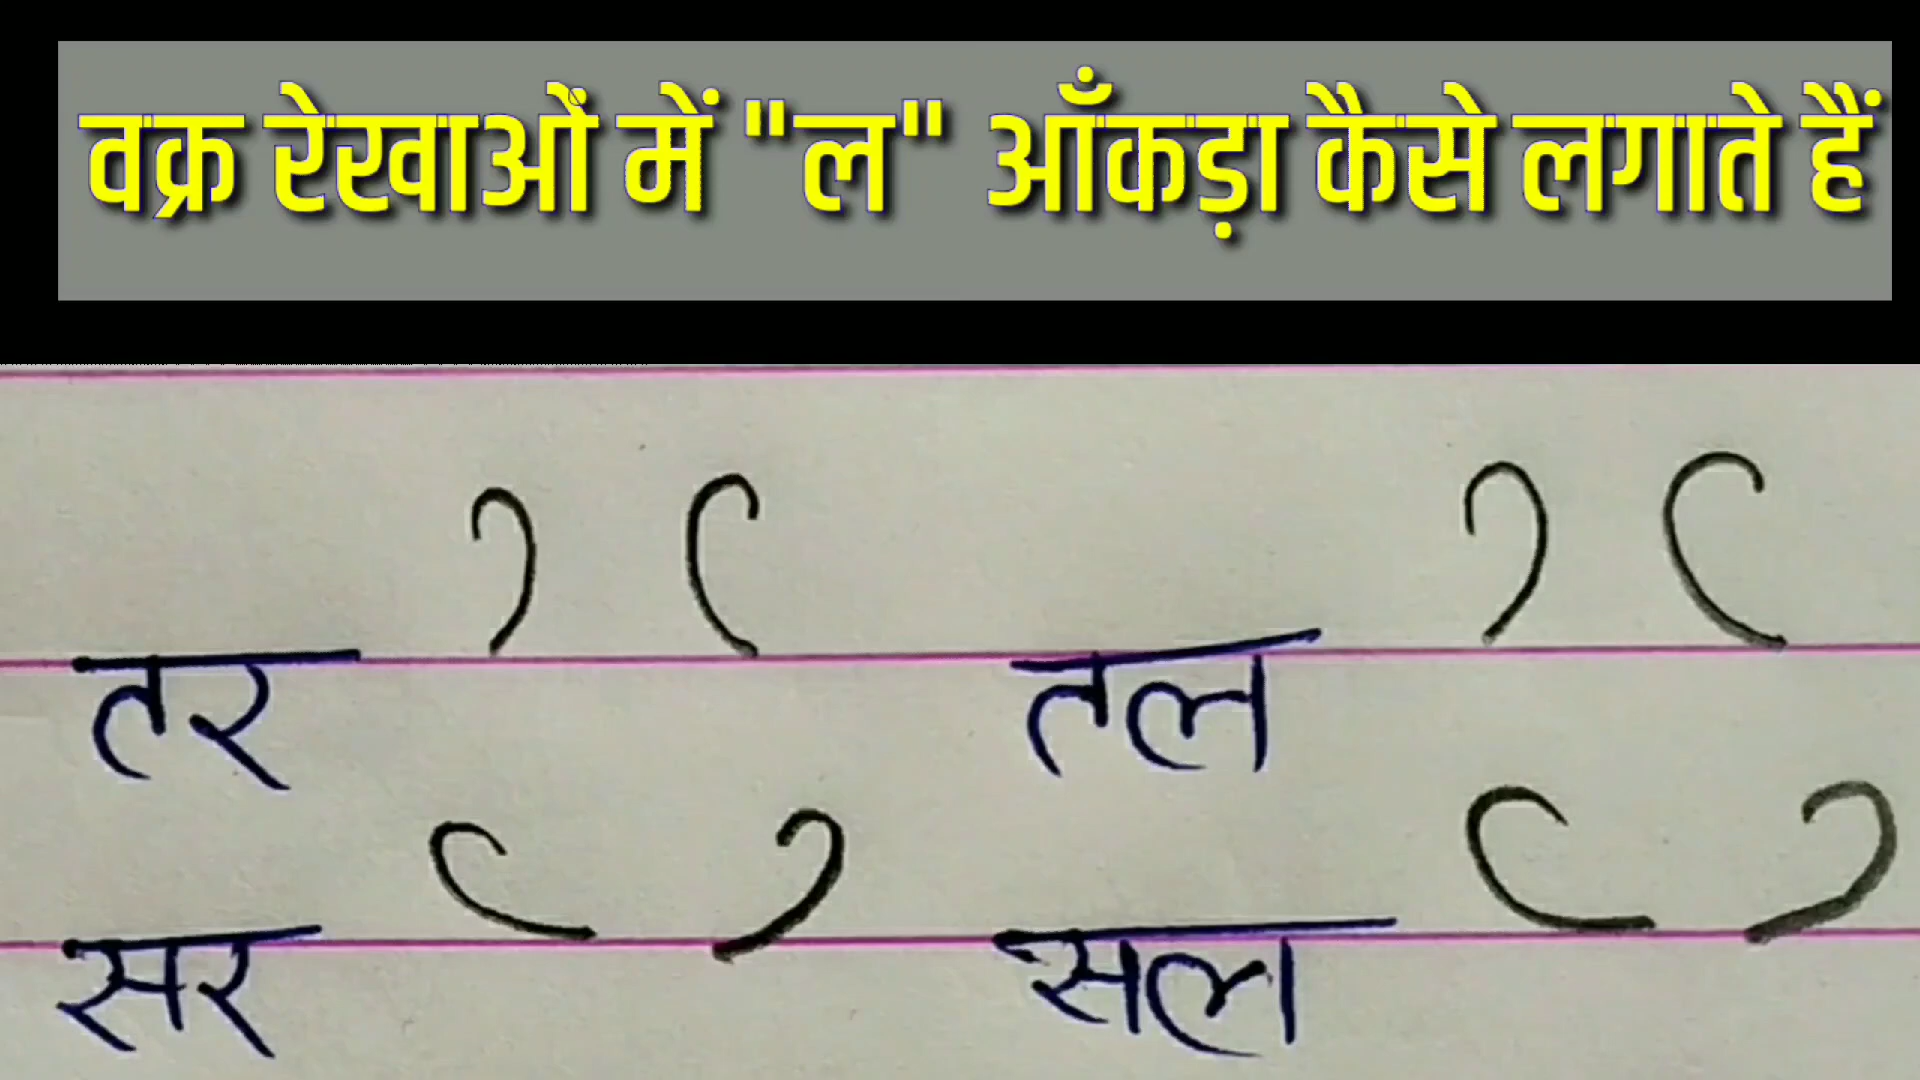 वक्र रेखाओं में "ल" आँकड़ा कैसे लगाते हैं
तर तल
सर सल